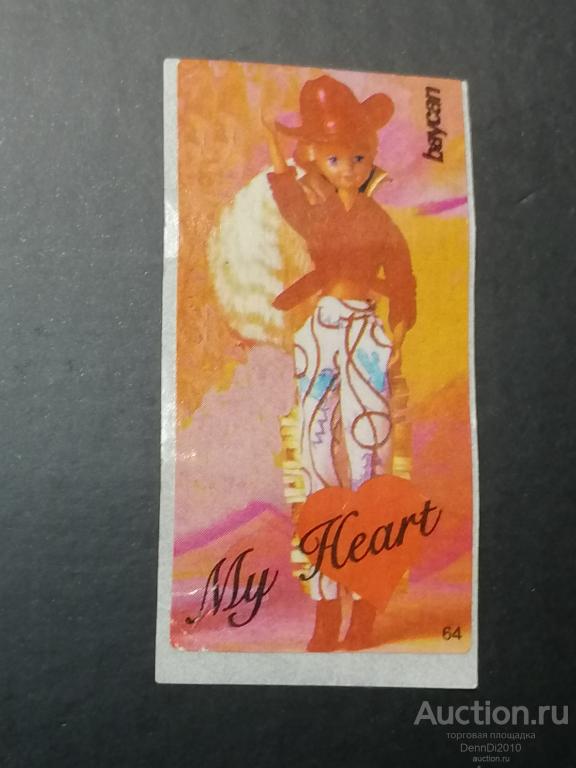 baycan
My Heart
64
Auction.ru
торговая площадка
DennDi2010
auction.ru